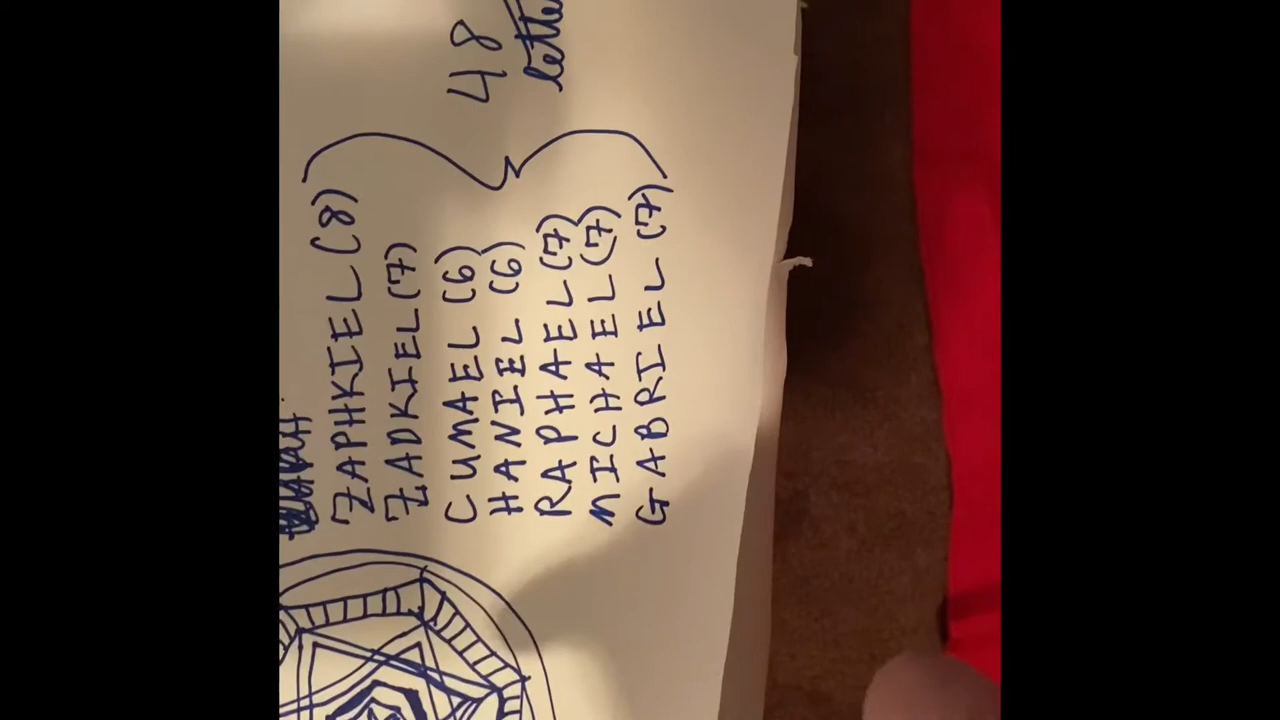 ZAPHKIEL (8)
ZADKIEL (7)
CUMAEL (6)
HANIEL (6)
RAPHAEL (7)
MICHAEL (7)
GABRIEL (7)
48